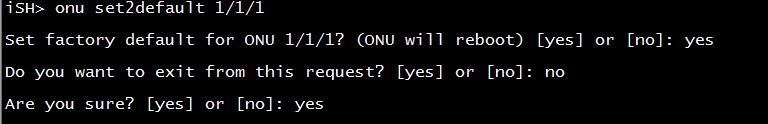 iSH> onu set2default 1/1/1
Set factory default for ONU 1/1/1? (ONU will reboot) [yes] or [no]: yes
Do you want to exit from this request? [yes] or [no]: no
Are you sure? [yes] or [no]: yes